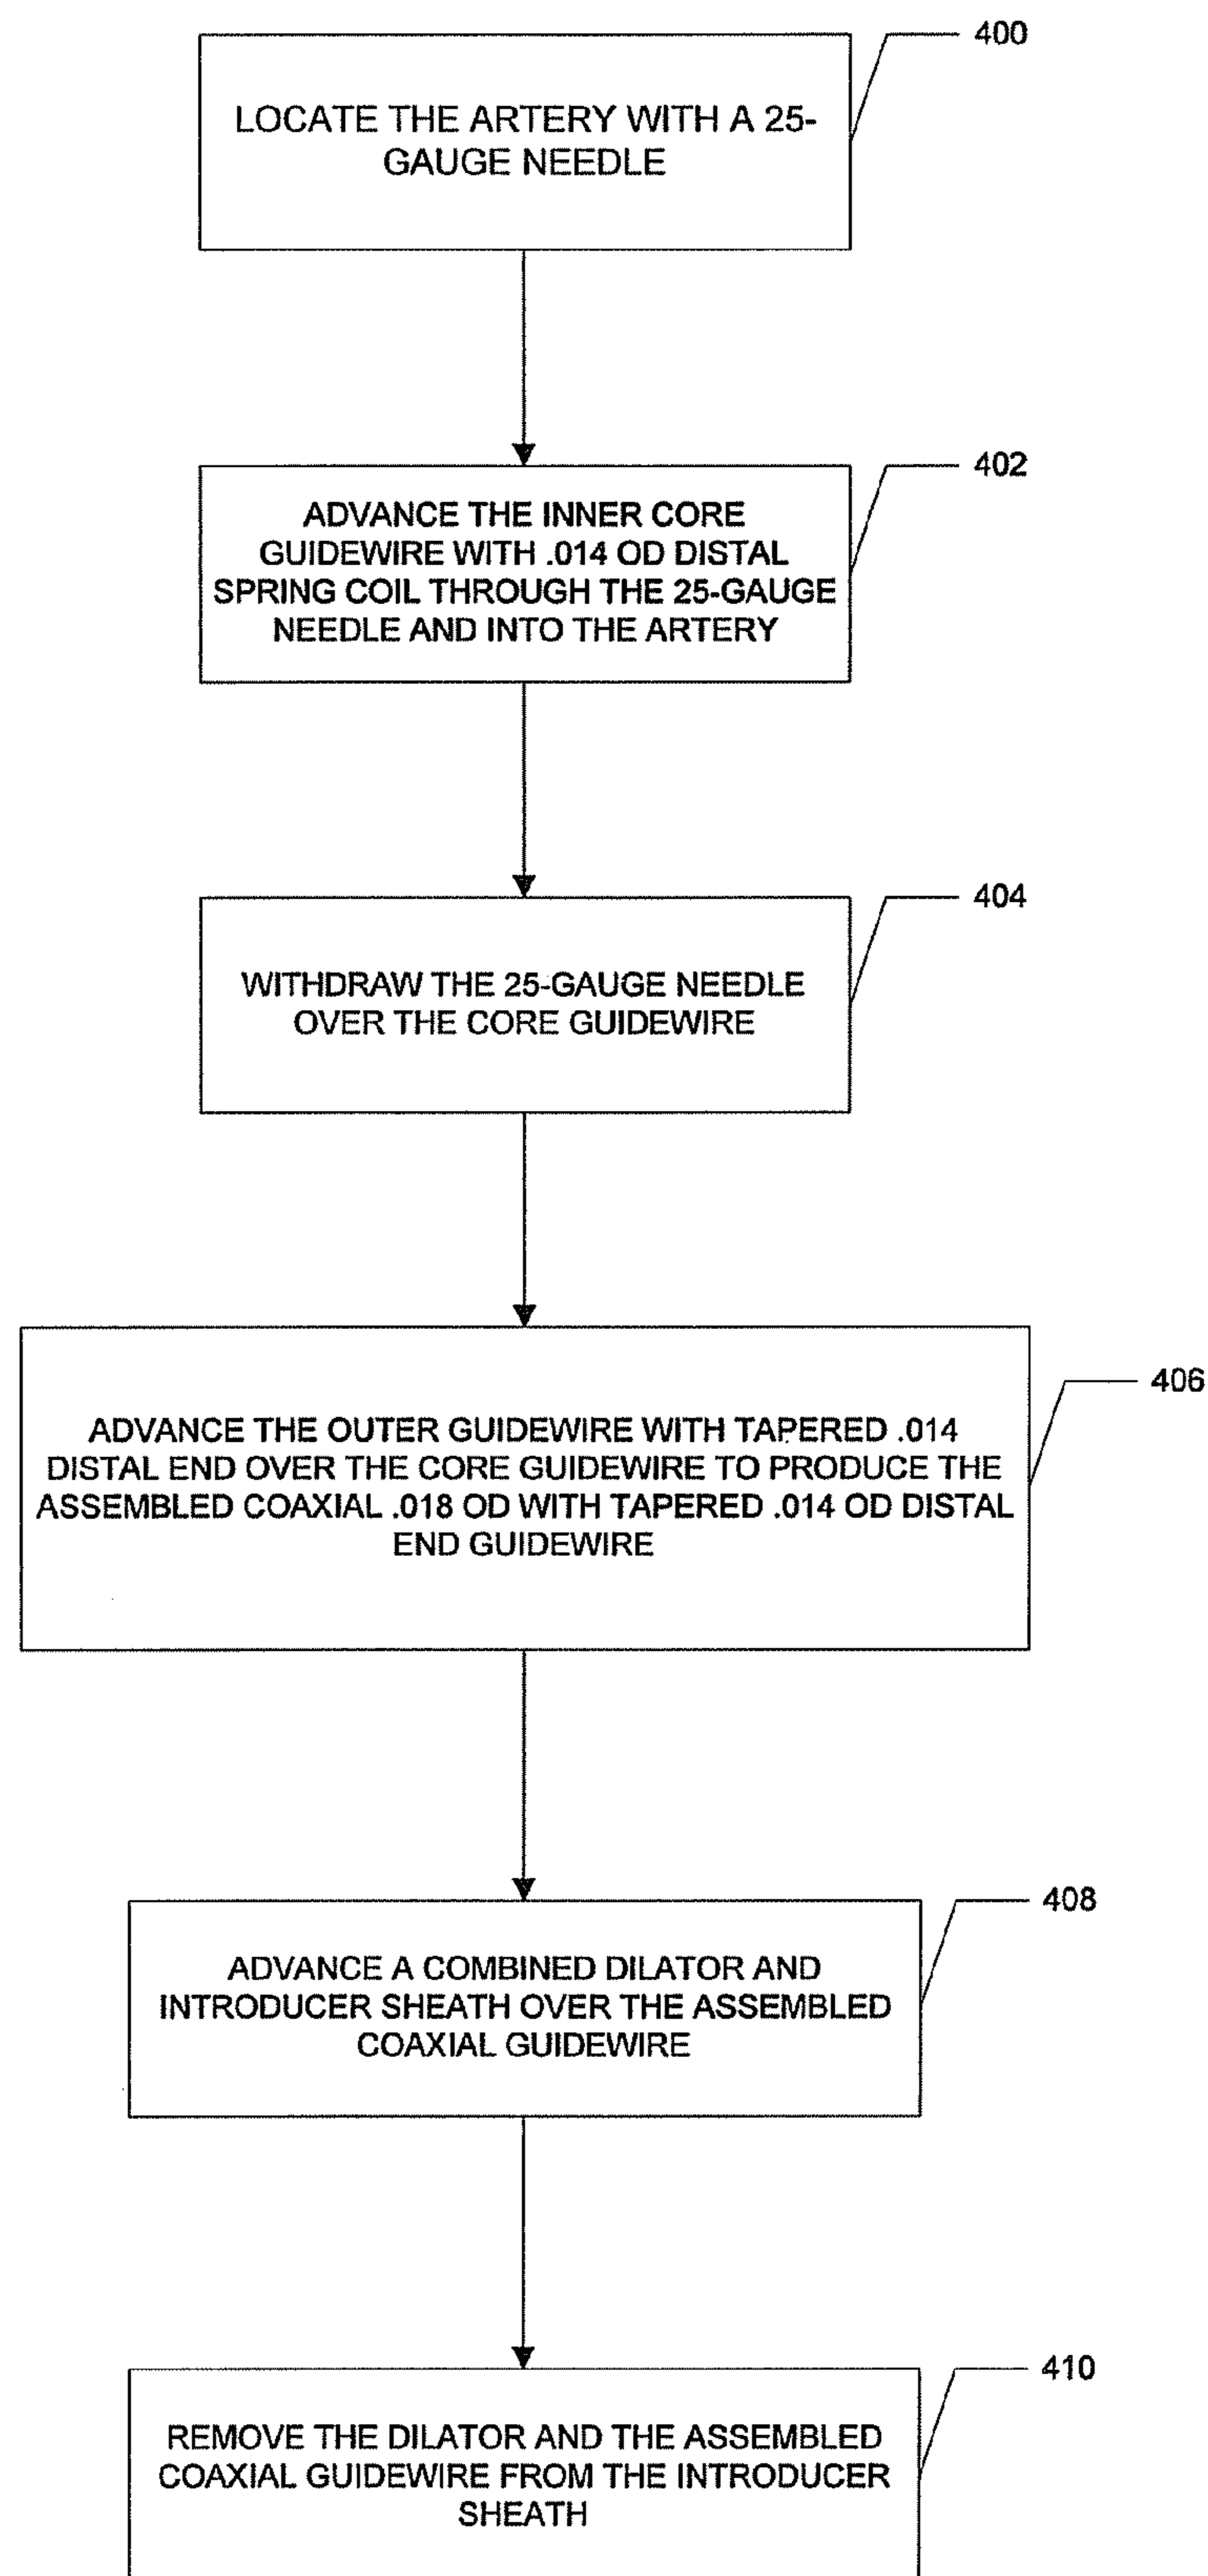 400
LOCATE THE ARTERY WITH A 25-
GAUGE NEEDLE
402
ADVANCE THE INNER CORE
GUIDEWIRE WITH .014 OD DISTAL
SPRING COIL THROUGH THE 25-GAUGE
NEEDLE AND INTO THE ARTERY
404
WITHDRAW THE 25-GAUGE NEEDLE
OVER THE CORE GUIDEWIRE
406
ADVANCE THE OUTER GUIDEWIRE WITH TAPERED .014
DISTAL END OVER THE CORE GUIDEWIRE TO PRODUCE THE
ASSEMBLED COAXIAL .018 OD WITH TAPERED .014 OD DISTAL
END GUIDEWIRE
408
ADVANCE A COMBINED DILATOR AND
INTRODUCER SHEATH OVER THE ASSEMBLED
COAXIAL GUIDEWIRE
410
REMOVE THE DILATOR AND THE ASSEMBLED
COAXIAL GUIDEWIRE FROM THE INTRODUCER
SHEATH